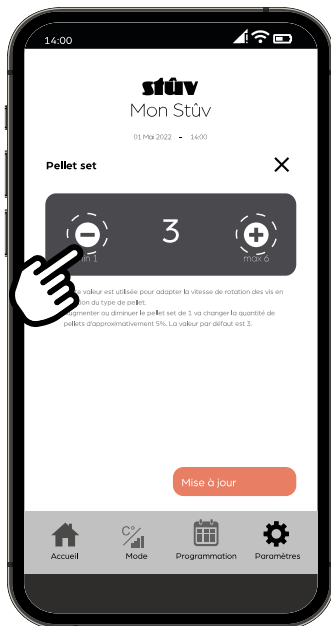 14:00
stûv
Mon Stûv
01 Mai 2022 - 14:00
Pellet set
3
min 1 max 6
valeur est utilisée pour adapter la vitesse de rotation des vis en
du type de pellet.
ugmenter ou diminuer le pellet set de 1 va changer la quantité de
pellets d'approximativement 5%. La valeur par défaut est 3.
Mise à jour
C°/
Accueil Mode Programmation Paramètres